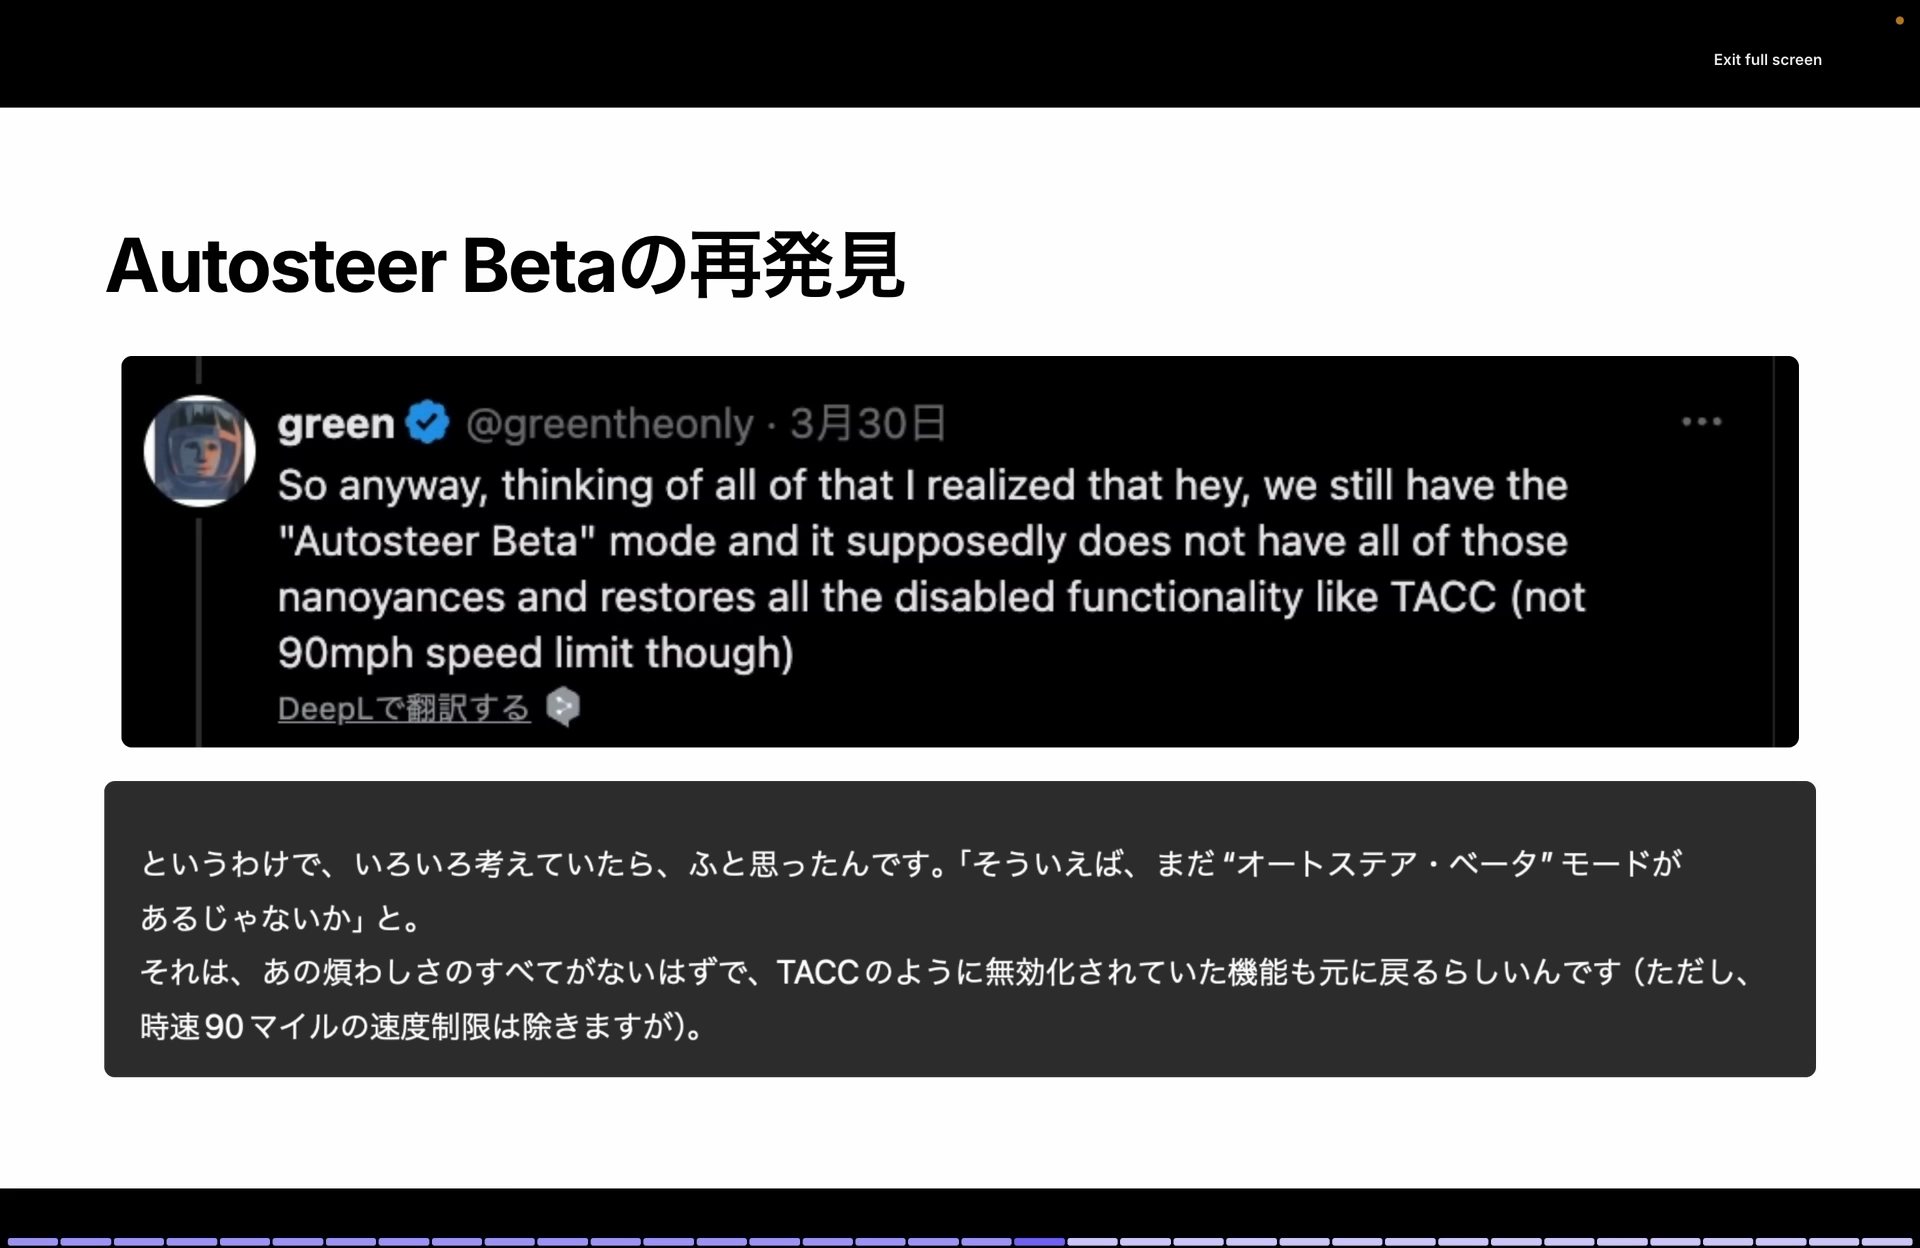 Exit full screen
Autosteer Betaの再発見
green @greentheonly · 3月30日
So anyway, thinking of all of that I realized that hey, we still have the
"Autosteer Beta" mode and it supposedly does not have all of those
nanoyances and restores all the disabled functionality like TACC (not
90mph speed limit though)
DeepLで翻訳する
というわけで、いろいろ考えていたら、ふと思ったんです。「そういえば、まだ “オートステア・ベータ” モードが
あるじゃないか」と。
それは、あの煩わしさのすべてがないはずで、TACCのように無効化されていた機能も元に戻るらしいんです（ただし、
時速90マイルの速度制限は除きますが）。